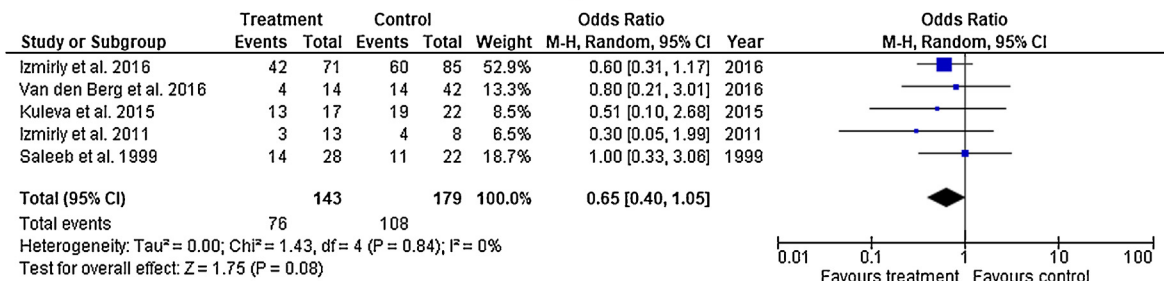 Treatment Control Odds Ratio Odds Ratio
Study or Subgroup Events Total Events Total Weight M-H, Random, 95% CI Year M-H, Random, 95% CI
Izmirly et al. 2016 42 71 60 85 52.9% 0.60 [0.31, 1.17] 2016
Van den Berg et al. 2016 4 14 14 42 13.3% 0.80 [0.21, 3.01] 2016
Kuleva et al. 2015 13 17 19 22 8.5% 0.51 [0.10, 2.68] 2015
Izmirly et al. 2011 3 13 4 8 6.5% 0.30 [0.05, 1.99] 2011
Saleeb et al. 1999 14 28 11 22 18.7% 1.00 [0.33, 3.06] 1999
Total (95% CI) 143 179 100.0% 0.65 [0.40, 1.05]
Total events 76 108
Heterogeneity: Tau² = 0.00; Chi² = 1.43, df = 4 (P = 0.84); I² = 0%
Test for overall effect: Z = 1.75 (P = 0.08)
0.01 0.1 1 10 100
Favours treatment Favours control